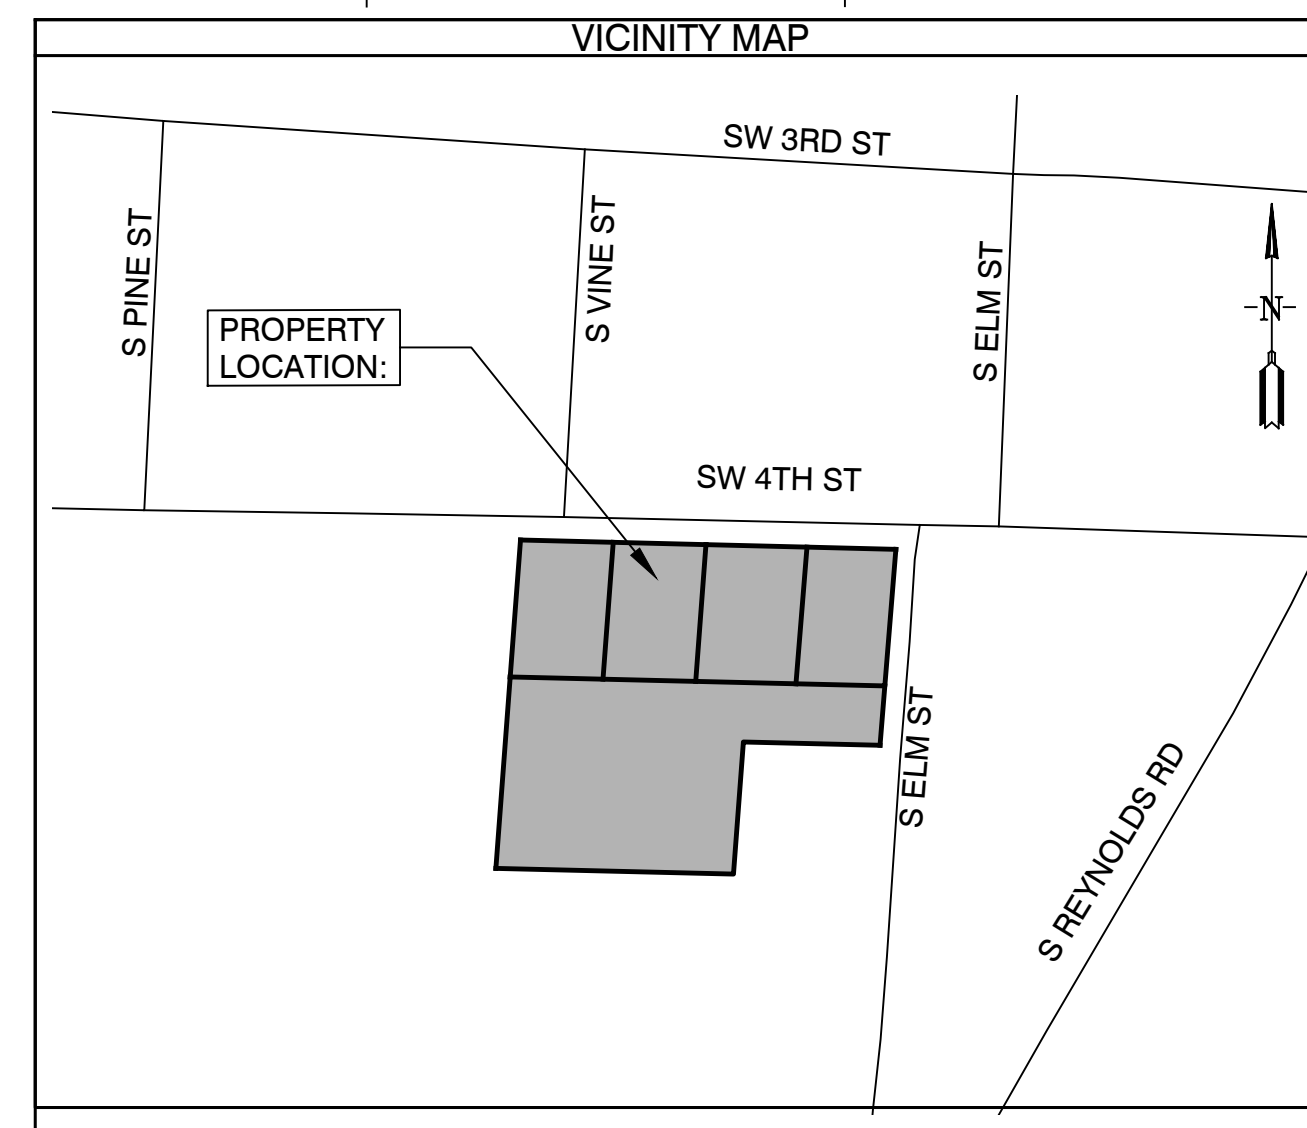 VICINITY MAP
SW 3RD ST
S PINE ST
S VINE ST
S ELM ST
N
PROPERTY
LOCATION:
SW 4TH ST
S ELM ST
S REYNOLDS RD